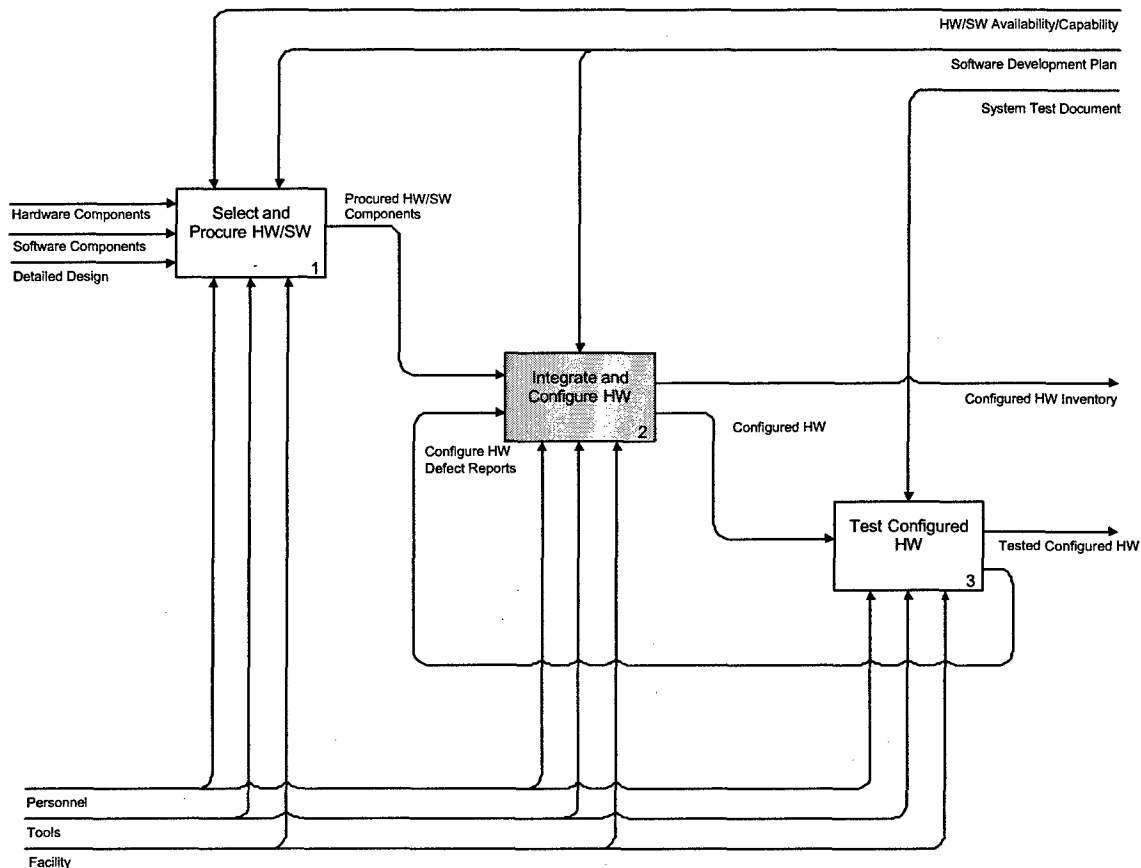 HW/SW Availability/Capability
Software Development Plan
System Test Document
Hardware Components
Software Components
Detailed Design
Select and
Procure HW/SW
1
Procured HW/SW
Components
Integrate and
Configure HW
2
Configure HW
Defect Reports
Configured HW Inventory
Configured HW
Test Configured
HW
3
Tested Configured HW
Personnel
Tools
Facility